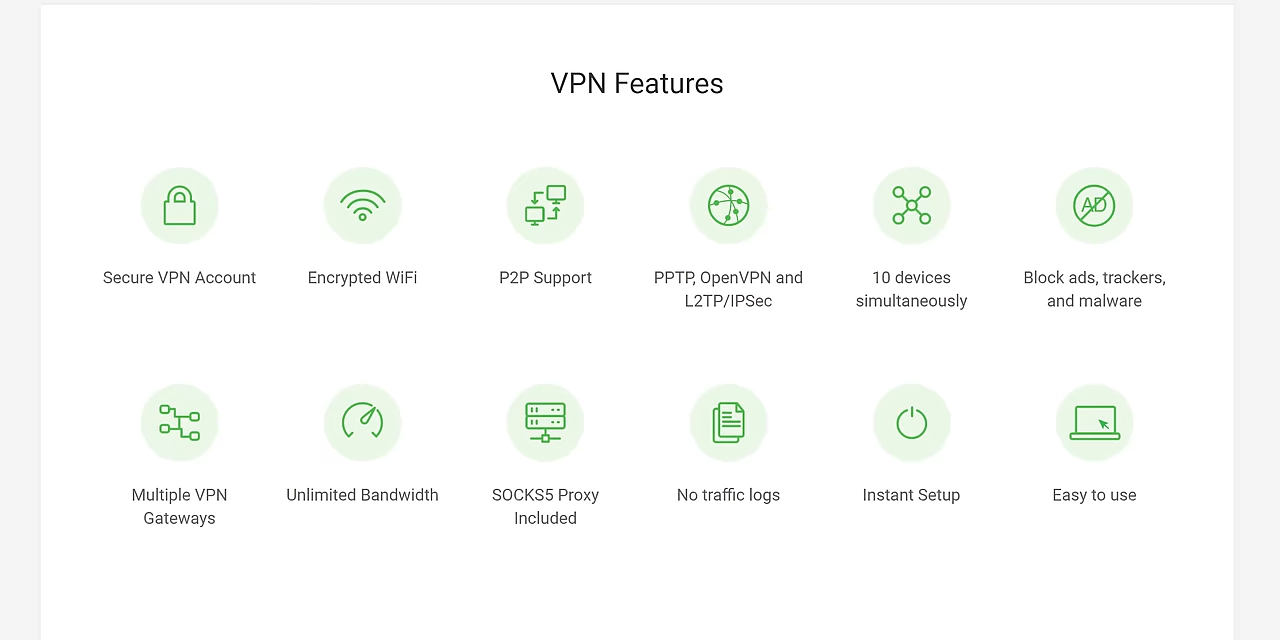 VPN Features
Secure VPN Account
Encrypted WiFi
P2P Support
PPTP, OpenVPN and
L2TP/IPSec
10 devices
simultaneously
AD
Block ads, trackers,
and malware
Multiple VPN
Gateways
Unlimited Bandwidth
SOCKS5 Proxy
Included
No traffic logs
Instant Setup
Easy to use